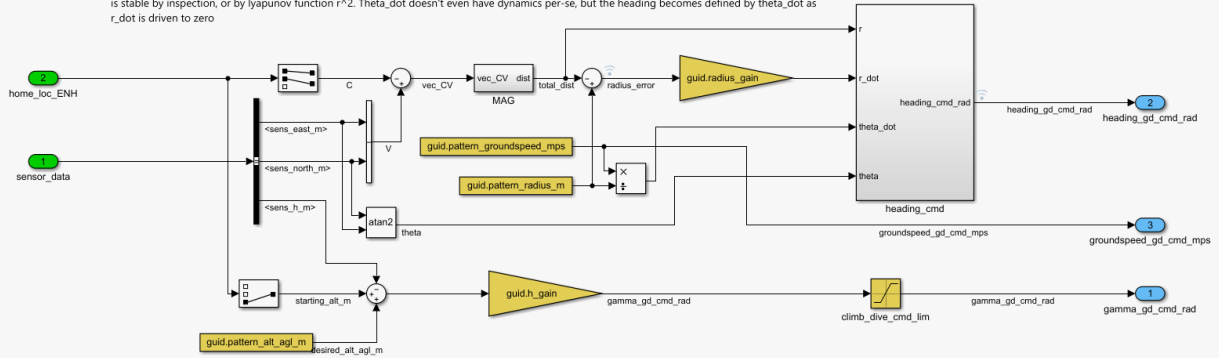 is stable by inspection, or by lyapunov function r^2. Theta_dot doesn't even have dynamics per-se, but the heading becomes defined by theta_dot as
r_dot is driven to zero
2
home_loc_ENH
C
vec_CV
vec_CV dist
MAG
total_dist
radius_error
guid.radius_gain
r
r_dot
theta_dot
theta
heading_cmd_rad
heading_cmd
heading_gd_cmd_rad
2
heading_gd_cmd_rad
1
sensor_data
<sens_east_m>
<sens_north_m>
<sens_h_m>
V
guid.pattern_groundspeed_mps
guid.pattern_radius_m
×
÷
atan2
theta
groundspeed_gd_cmd_mps
3
groundspeed_gd_cmd_mps
starting_alt_m
guid.h_gain
gamma_gd_cmd_rad
climb_dive_cmd_lim
gamma_gd_cmd_rad
1
gamma_gd_cmd_rad
guid.pattern_alt_agl_m
desired_alt_agl_m